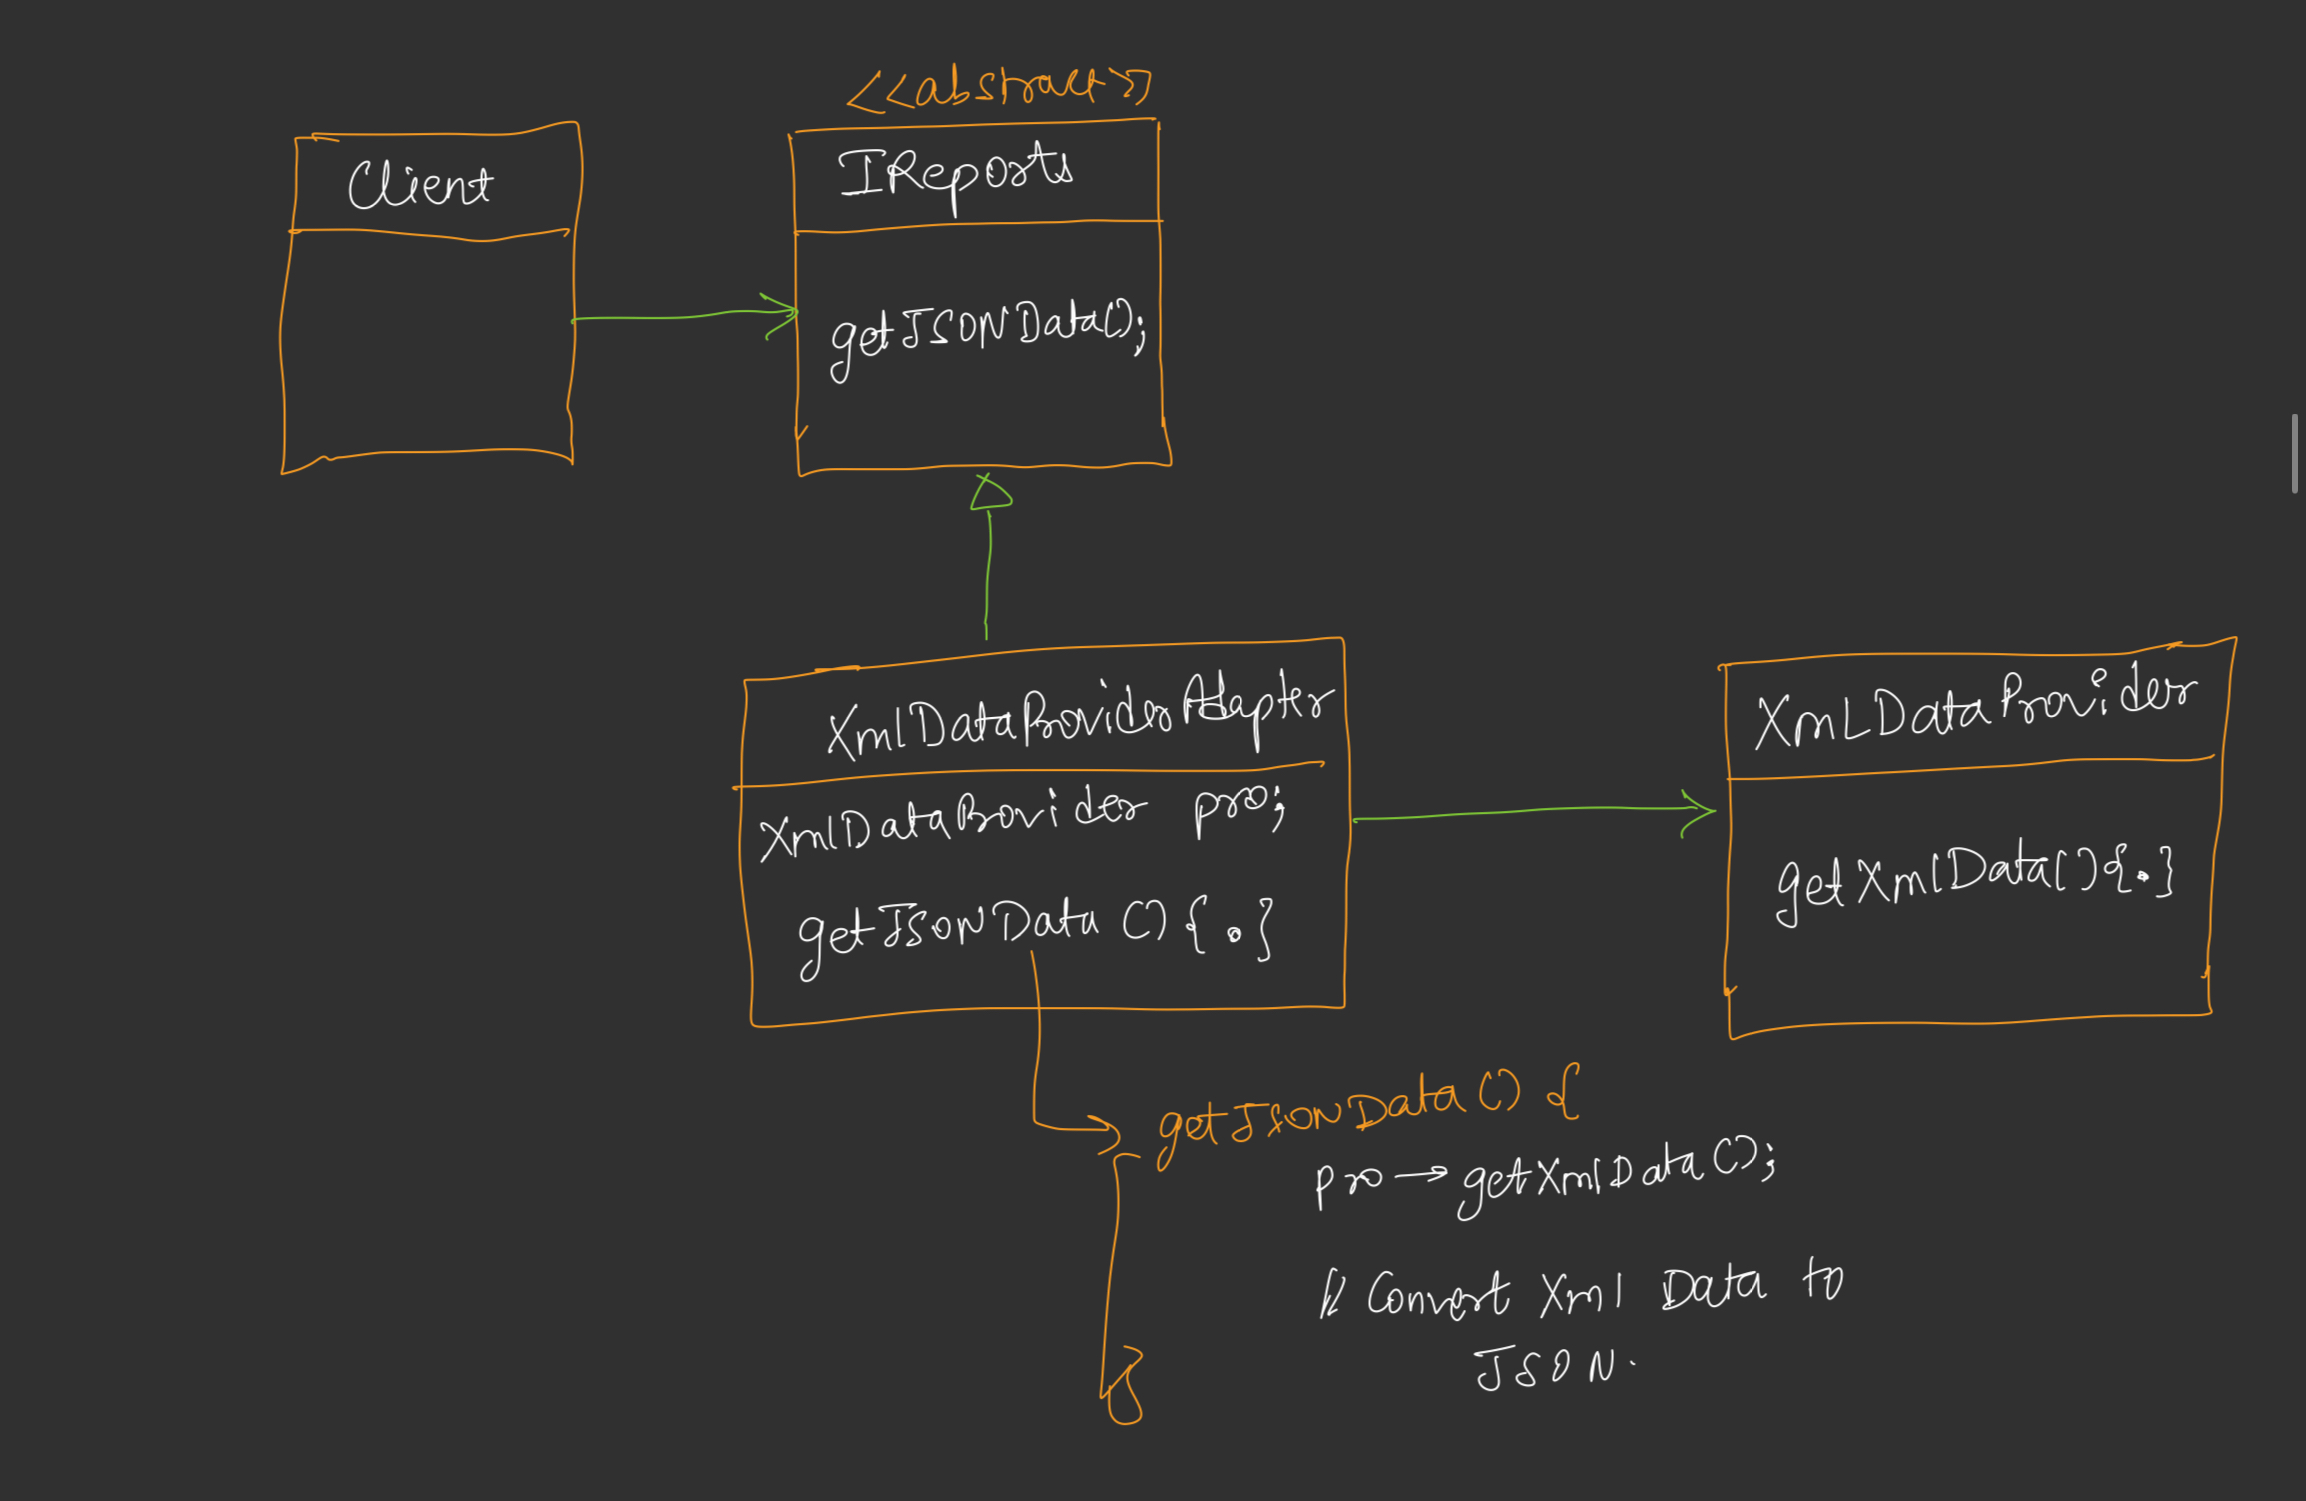 <<abstract>>
Client
IReports
getJSONData();
XmlDataProviderAdapter
XmlDataProvider pro;
getJsonData() {.}
XmLDataProvider
getXmlData(){.}
getJsonData() {
pro→getXmlData();
// Convert Xml Data to
JSON.
}